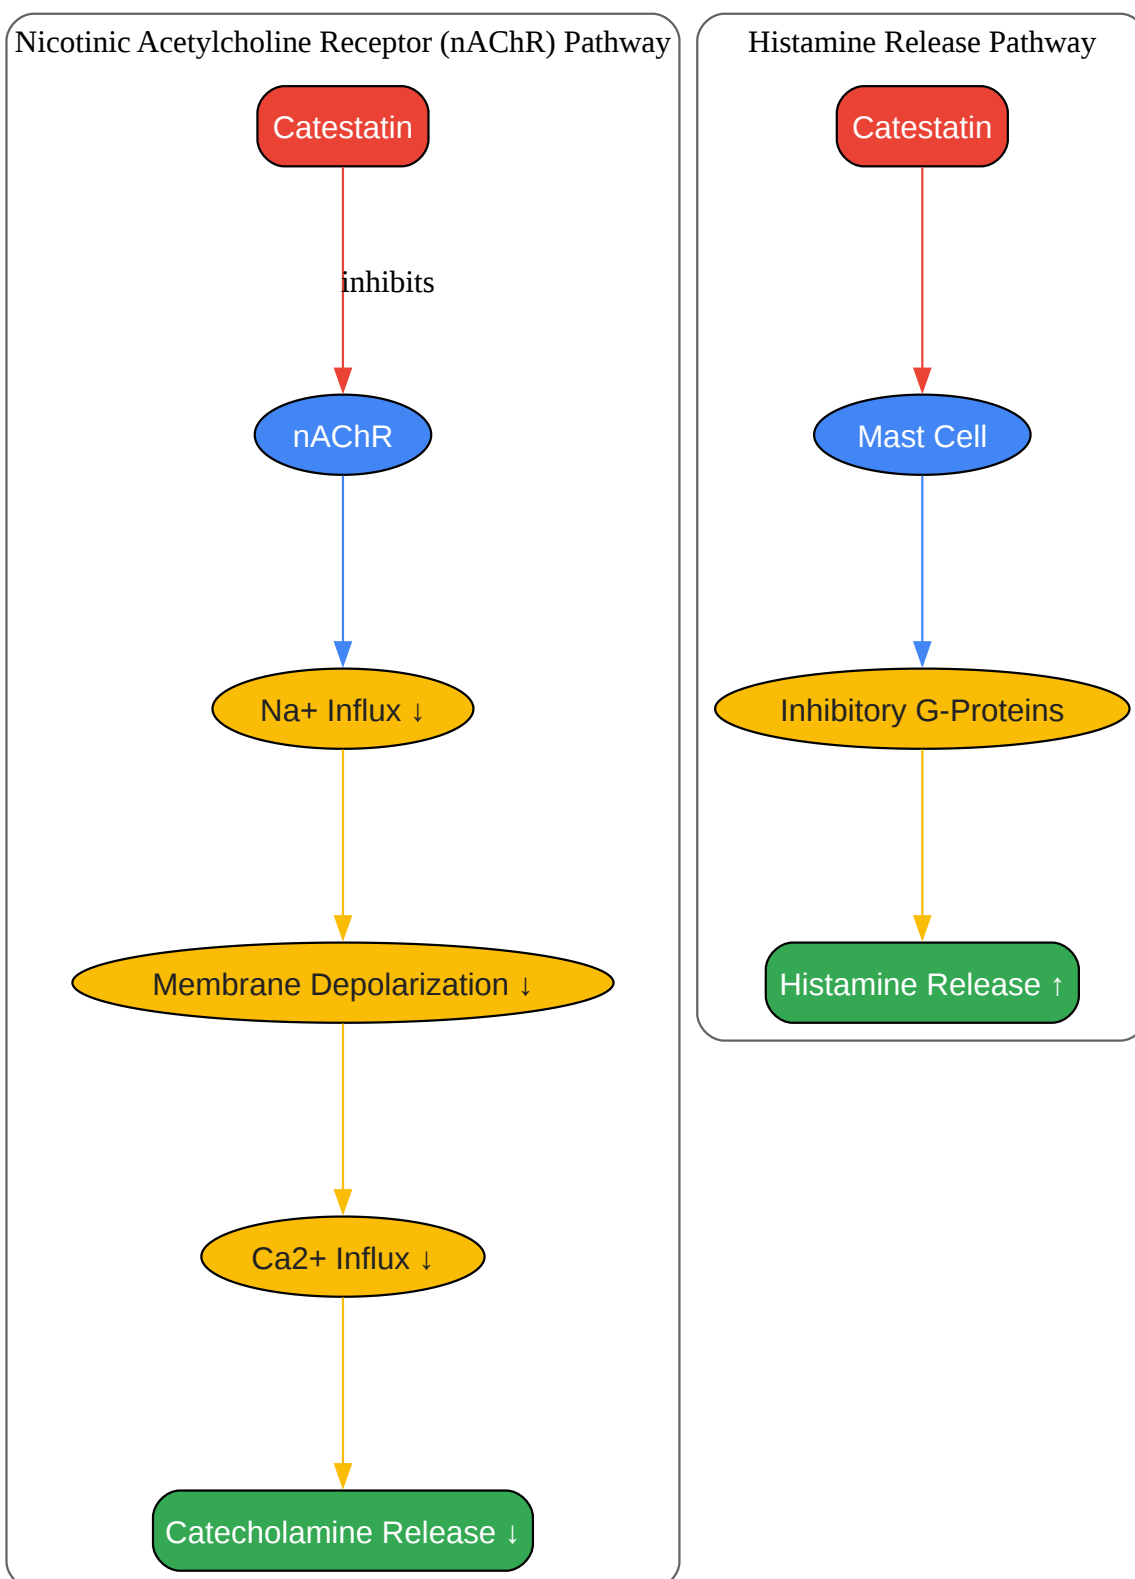 Nicotinic Acetylcholine Receptor (nAChR) Pathway
Catestatin
inhibits
nAChR
Na+ Influx ↓
Membrane Depolarization ↓
Ca2+ Influx ↓
Catecholamine Release ↓
Histamine Release Pathway
Catestatin
Mast Cell
Inhibitory G-Proteins
Histamine Release ↑